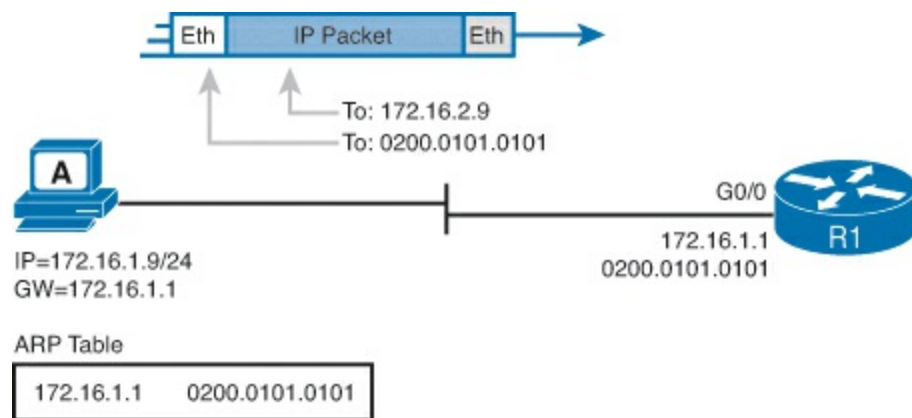 Eth IP Packet Eth
To: 172.16.2.9
To: 0200.0101.0101
A
G0/0
R1
172.16.1.1
0200.0101.0101
IP=172.16.1.9/24
GW=172.16.1.1
ARP Table
172.16.1.1 0200.0101.0101